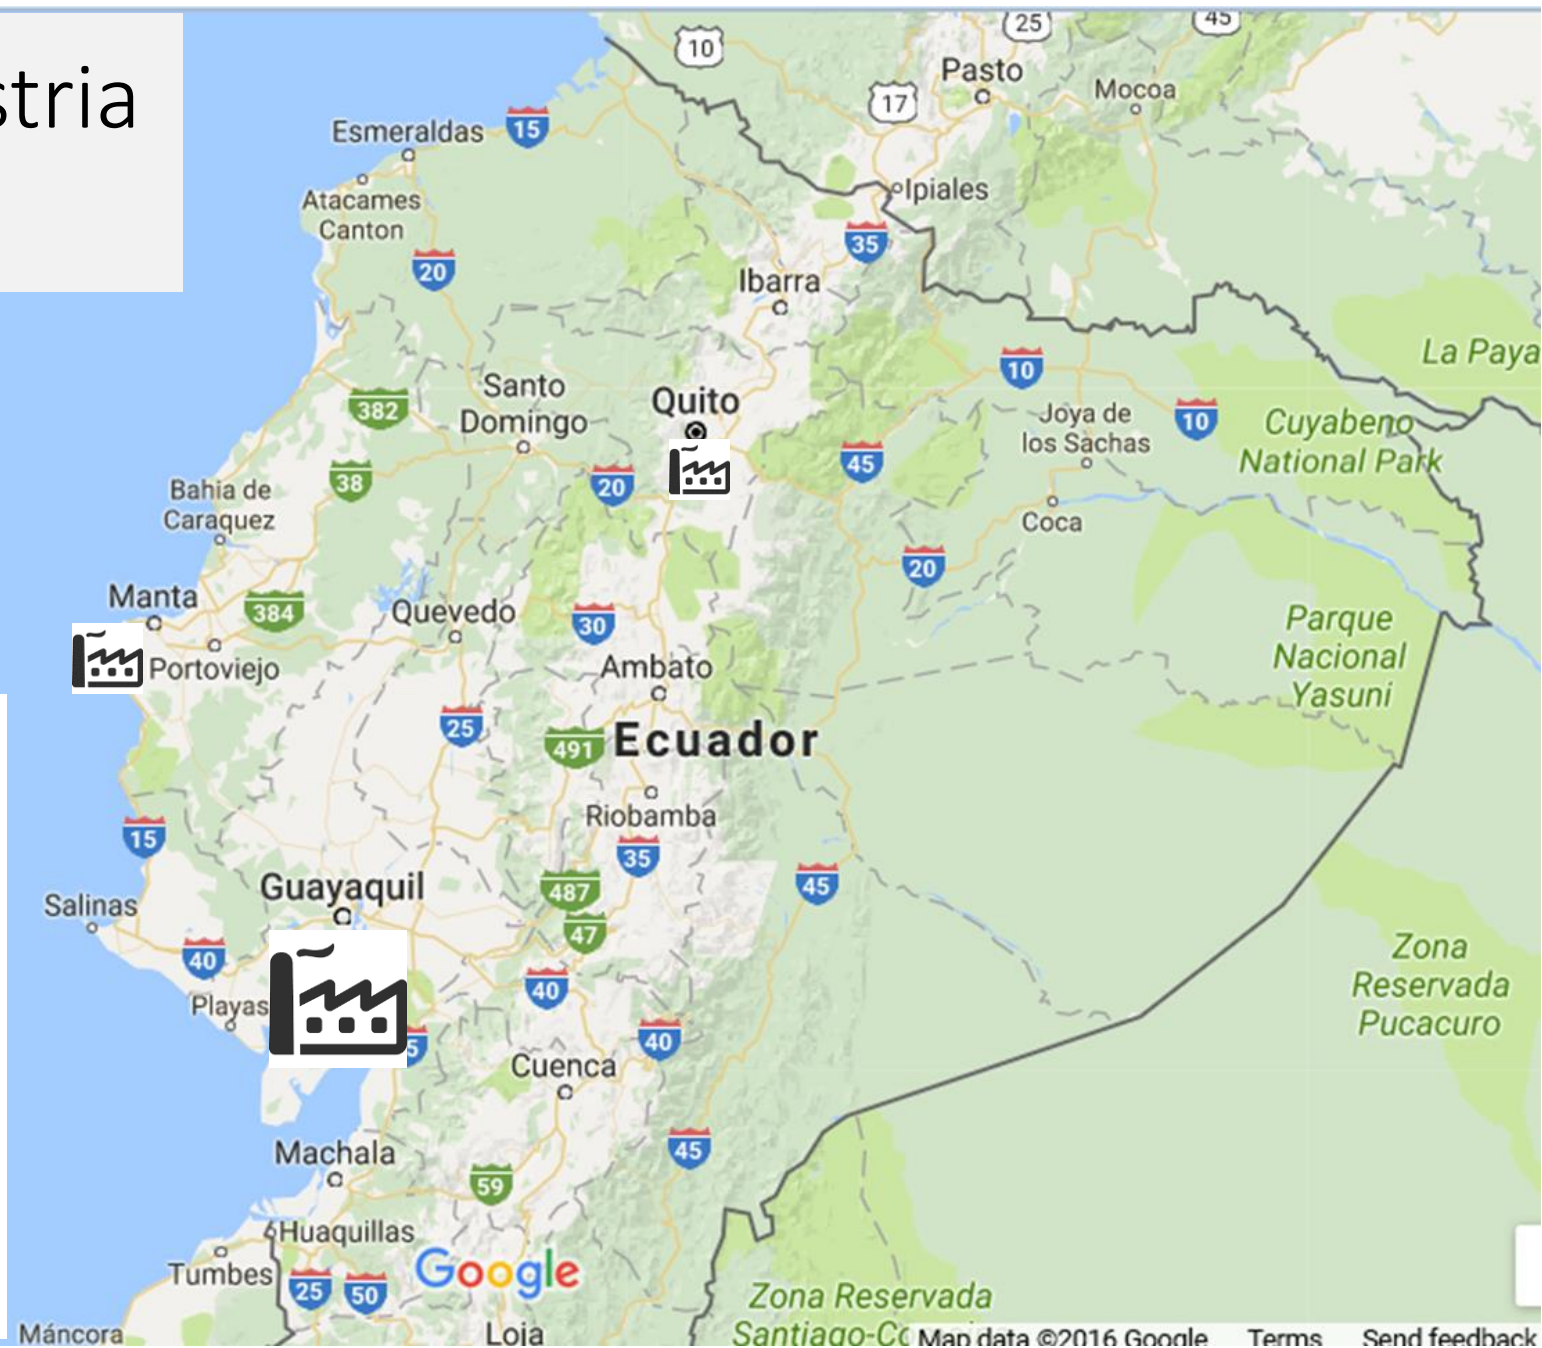 stria
10
25
45
Pasto
17
Mocoa
Esmeraldas
15
Ipiales
Atacames
Canton
35
20
Ibarra
La Paya
10
Santo
Domingo
Quito
382
Joya de
los Sachas
10
Cuyabeno
National Park
45
38
20
Bahia de
Caraquez
Coca
20
Manta
384
Quevedo
30
Parque
Nacional
Yasuni
Portoviejo
Ambato
25
491
Ecuador
15
Riobamba
35
Guayaquil
487
45
Salinas
47
40
Zona
Reservada
Pucacuro
40
Playas
5
40
Cuenca
Machala
45
59
Huaquillas
Tumbes
Google
25
50
Zona Reservada
Máncora
Loja
Map data ©2016 Google
Terms
Send feedback